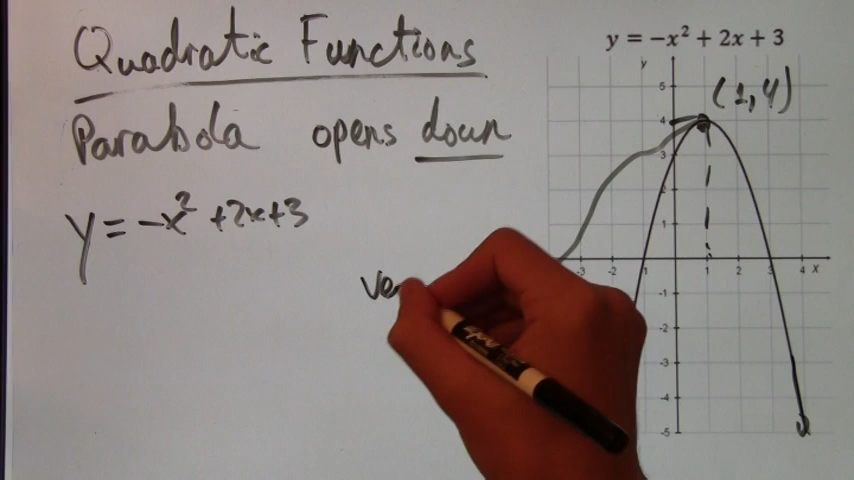 Quadratic Functions
Parabola opens down
y = -x² + 2x + 3
ve
y = -x² + 2x + 3
(1,4)
y
5
4
3
2
1
-3 -2 -1 1 2 3 4 x
-1
-2
-3
-4
-5